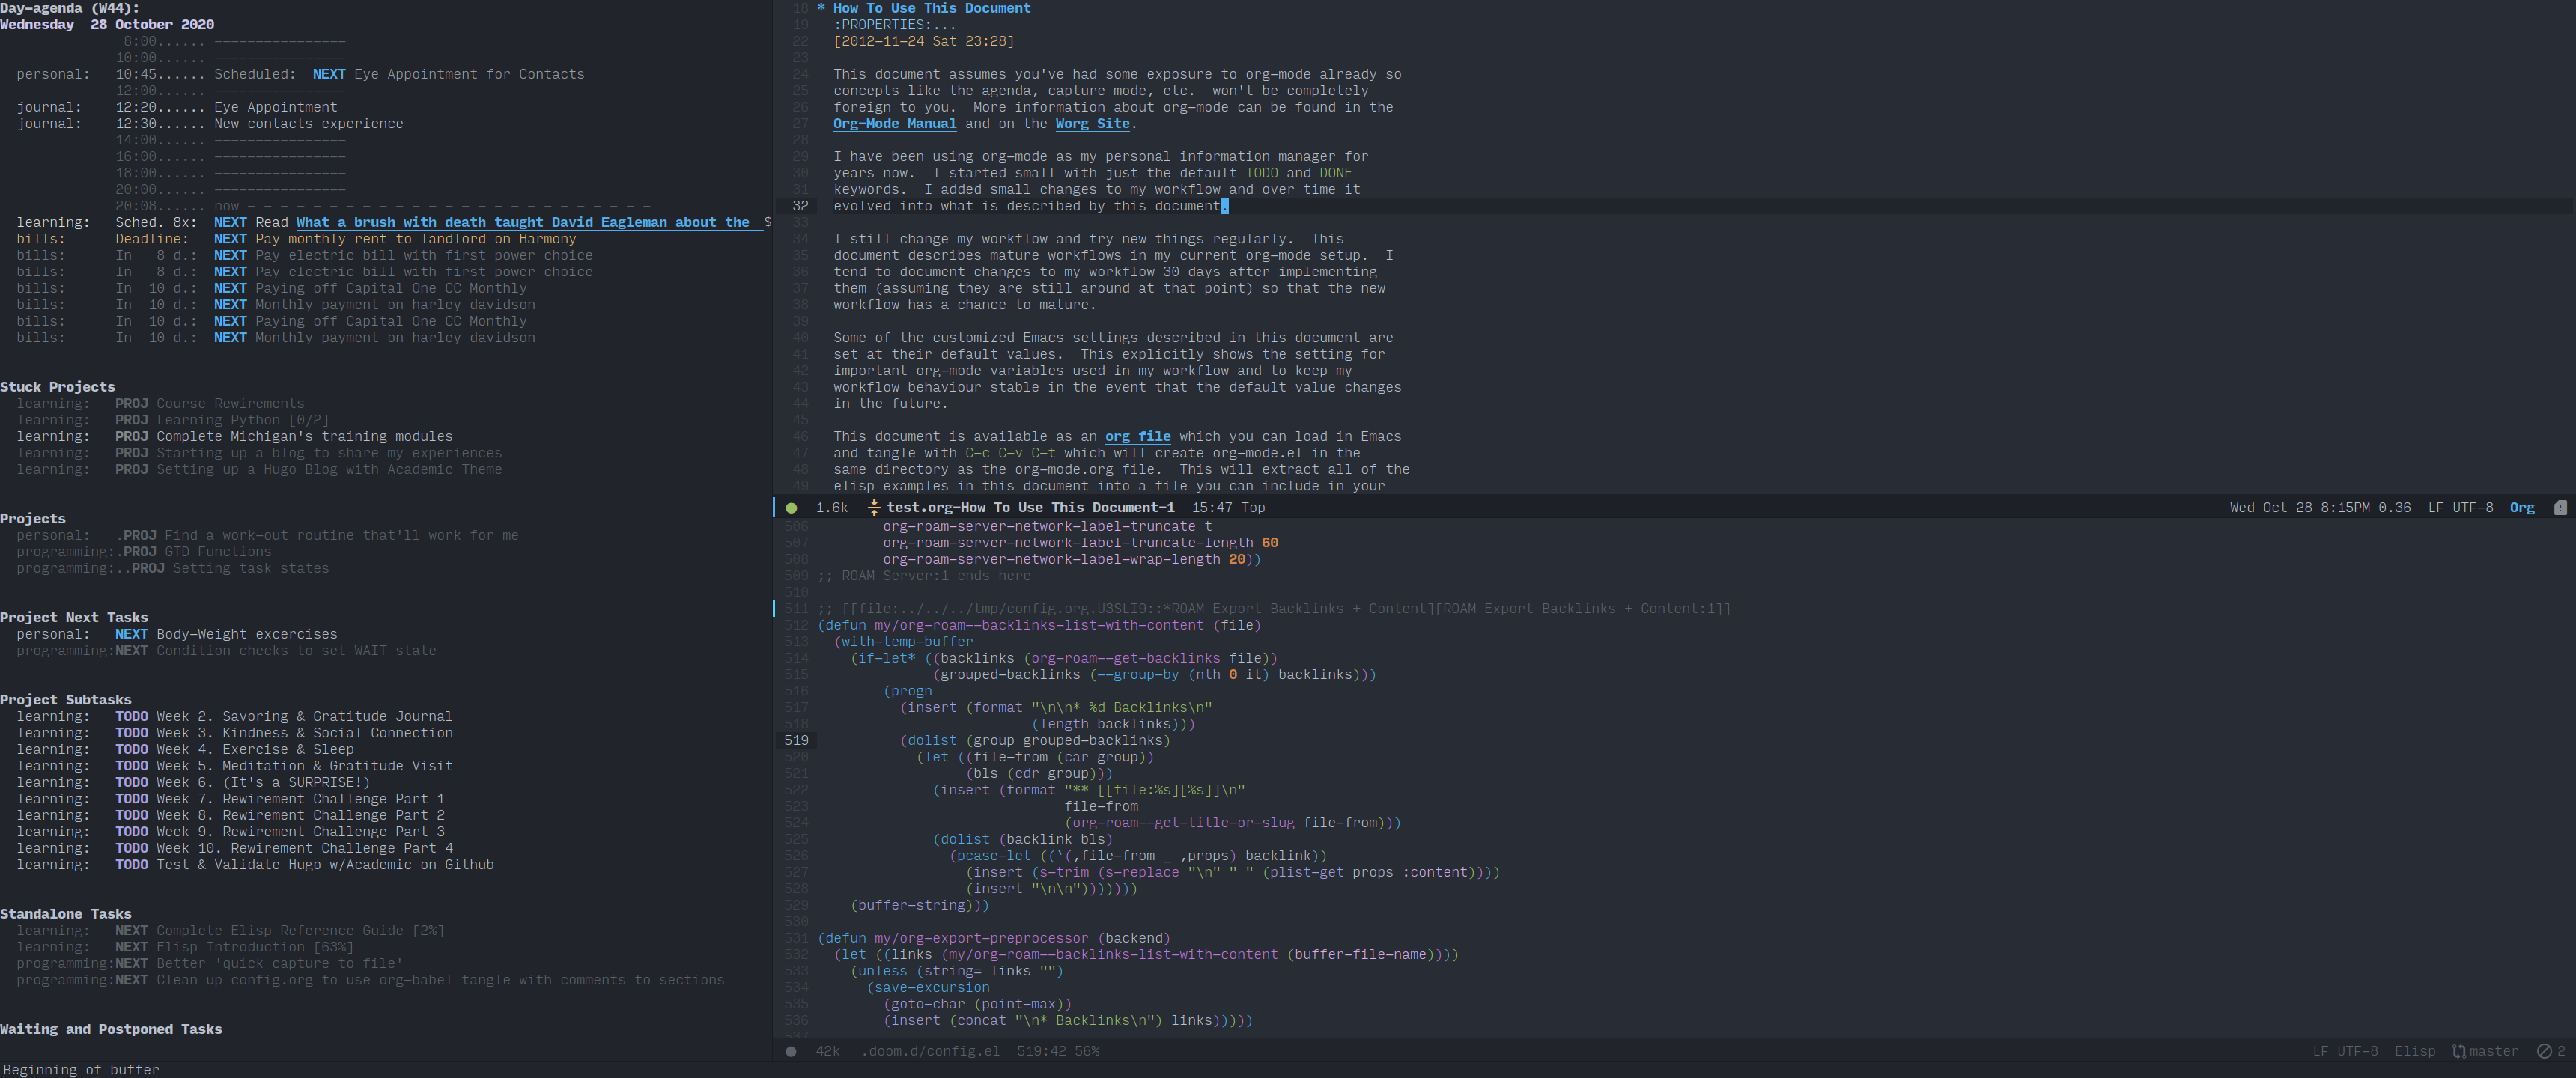 Day-agenda (W44):
Wednesday  28 October 2020
               8:00...... ----------------
              10:00...... ----------------
  personal:   10:45...... Scheduled:  NEXT Eye Appointment for Contacts
              12:00...... ----------------
  journal:    12:20...... Eye Appointment
  journal:    12:30...... New contacts experience
              14:00...... ----------------
              16:00...... ----------------
              18:00...... ----------------
              20:00...... ----------------
              20:08...... now - - - - - - - - - - - - - - - - - - - - - - - - -
  learning:   Sched. 8x:  NEXT Read What a brush with death taught David Eagleman about the $
  bills:      Deadline:   NEXT Pay monthly rent to landlord on Harmony
  bills:      In   8 d.:  NEXT Pay electric bill with first power choice
  bills:      In   8 d.:  NEXT Pay electric bill with first power choice
  bills:      In  10 d.:  NEXT Paying off Capital One CC Monthly
  bills:      In  10 d.:  NEXT Monthly payment on harley davidson
  bills:      In  10 d.:  NEXT Paying off Capital One CC Monthly
  bills:      In  10 d.:  NEXT Monthly payment on harley davidson
Stuck Projects
  learning:   PROJ Course Rewirements
  learning:   PROJ Learning Python [0/2]
  learning:   PROJ Complete Michigan's training modules
  learning:   PROJ Starting up a blog to share my experiences
  learning:   PROJ Setting up a Hugo Blog with Academic Theme
Projects
  personal:   .PROJ Find a work-out routine that'll work for me
  programming:.PROJ GTD Functions
  programming:..PROJ Setting task states
Project Next Tasks
  personal:   NEXT Body-Weight excercises
  programming:NEXT Condition checks to set WAIT state
Project Subtasks
  learning:   TODO Week 2. Savoring & Gratitude Journal
  learning:   TODO Week 3. Kindness & Social Connection
  learning:   TODO Week 4. Exercise & Sleep
  learning:   TODO Week 5. Meditation & Gratitude Visit
  learning:   TODO Week 6. (It's a SURPRISE!)
  learning:   TODO Week 7. Rewirement Challenge Part 1
  learning:   TODO Week 8. Rewirement Challenge Part 2
  learning:   TODO Week 9. Rewirement Challenge Part 3
  learning:   TODO Week 10. Rewirement Challenge Part 4
  learning:   TODO Test & Validate Hugo w/Academic on Github
Standalone Tasks
  learning:   NEXT Complete Elisp Reference Guide [2%]
  learning:   NEXT Elisp Introduction [63%]
  programming:NEXT Better 'quick capture to file'
  programming:NEXT Clean up config.org to use org-babel tangle with comments to sections
Waiting and Postponed Tasks
Beginning of buffer
18 * How To Use This Document
19   :PROPERTIES:...
22   [2012-11-24 Sat 23:28]
23
24   This document assumes you've had some exposure to org-mode already so
25   concepts like the agenda, capture mode, etc.  won't be completely
26   foreign to you.  More information about org-mode can be found in the
27   Org-Mode Manual and on the Worg Site.
28
29   I have been using org-mode as my personal information manager for
30   years now.  I started small with just the default TODO and DONE
31   keywords.  I added small changes to my workflow and over time it
32   evolved into what is described by this document.
33
34   I still change my workflow and try new things regularly.  This
35   document describes mature workflows in my current org-mode setup.  I
36   tend to document changes to my workflow 30 days after implementing
37   them (assuming they are still around at that point) so that the new
38   workflow has a chance to mature.
39
40   Some of the customized Emacs settings described in this document are
41   set at their default values.  This explicitly shows the setting for
42   important org-mode variables used in my workflow and to keep my
43   workflow behaviour stable in the event that the default value changes
44   in the future.
45
46   This document is available as an org file which you can load in Emacs
47   and tangle with C-c C-v C-t which will create org-mode.el in the
48   same directory as the org-mode.org file.  This will extract all of the
49   elisp examples in this document into a file you can include in your
1.6k  test.org-How To Use This Document-1  15:47 Top  Wed Oct 28 8:15PM 0.36  LF UTF-8  Org
506         org-roam-server-network-label-truncate t
507         org-roam-server-network-label-truncate-length 60
508         org-roam-server-network-label-wrap-length 20))
509 ;; ROAM Server:1 ends here
510
511 ;; [[file:../../../tmp/config.org.U3SLI9::*ROAM Export Backlinks + Content][ROAM Export Backlinks + Content:1]]
512 (defun my/org-roam--backlinks-list-with-content (file)
513   (with-temp-buffer
514     (if-let* ((backlinks (org-roam--get-backlinks file))
515               (grouped-backlinks (--group-by (nth 0 it) backlinks)))
516         (progn
517           (insert (format "\n\n* %d Backlinks\n"
518                           (length backlinks)))
519           (dolist (group grouped-backlinks)
520             (let ((file-from (car group))
521                   (bls (cdr group)))
522               (insert (format "** [[file:%s][%s]]\n"
523                               file-from
524                               (org-roam--get-title-or-slug file-from)))
525               (dolist (backlink bls)
526                 (pcase-let ((`(,file-from _ ,props) backlink))
527                   (insert (s-trim (s-replace "\n" " " (plist-get props :content))))
528                   (insert "\n\n")))))))
529     (buffer-string)))
530
531 (defun my/org-export-preprocessor (backend)
532   (let ((links (my/org-roam--backlinks-list-with-content (buffer-file-name))))
533     (unless (string= links "")
534       (save-excursion
535         (goto-char (point-max))
536         (insert (concat "\n* Backlinks\n") links)))))
537
42k  .doom.d/config.el  519:42 56%  LF UTF-8  Elisp  master  2